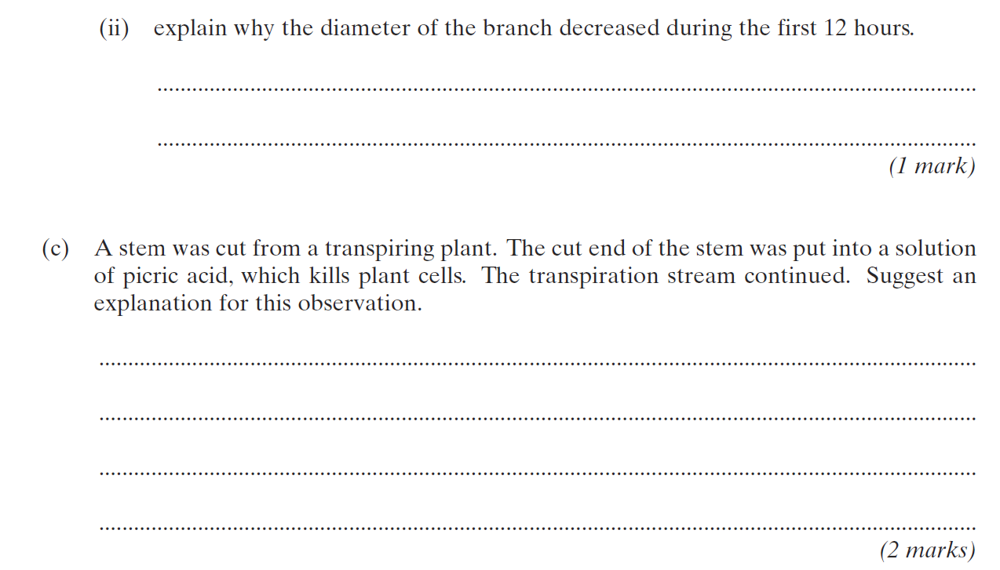 (ii) explain why the diameter of the branch decreased during the first 12 hours.
(1 mark)
(c) A stem was cut from a transpiring plant. The cut end of the stem was put into a solution
of picric acid, which kills plant cells. The transpiration stream continued. Suggest an
explanation for this observation.
(2 marks)